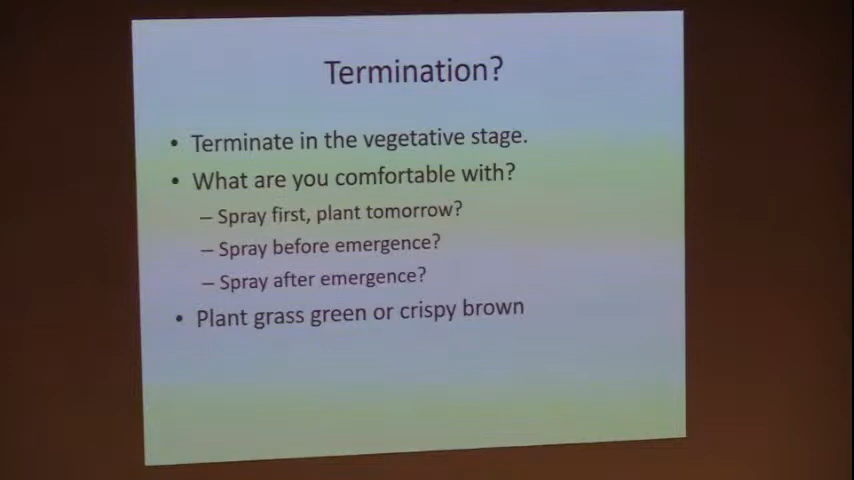 Termination?
• Terminate in the vegetative stage.
• What are you comfortable with?
– Spray first, plant tomorrow?
– Spray before emergence?
– Spray after emergence?
• Plant grass green or crispy brown